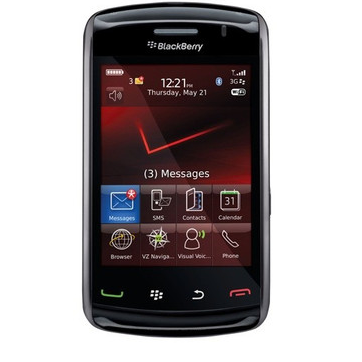 BlackBerry
3
12:21 PM
3G
Thursday, May 21
(3) Messages
Messages
SMS
Contacts
31
Calendar
Browser
VZ Naviga...
Visual Voic...
Phone